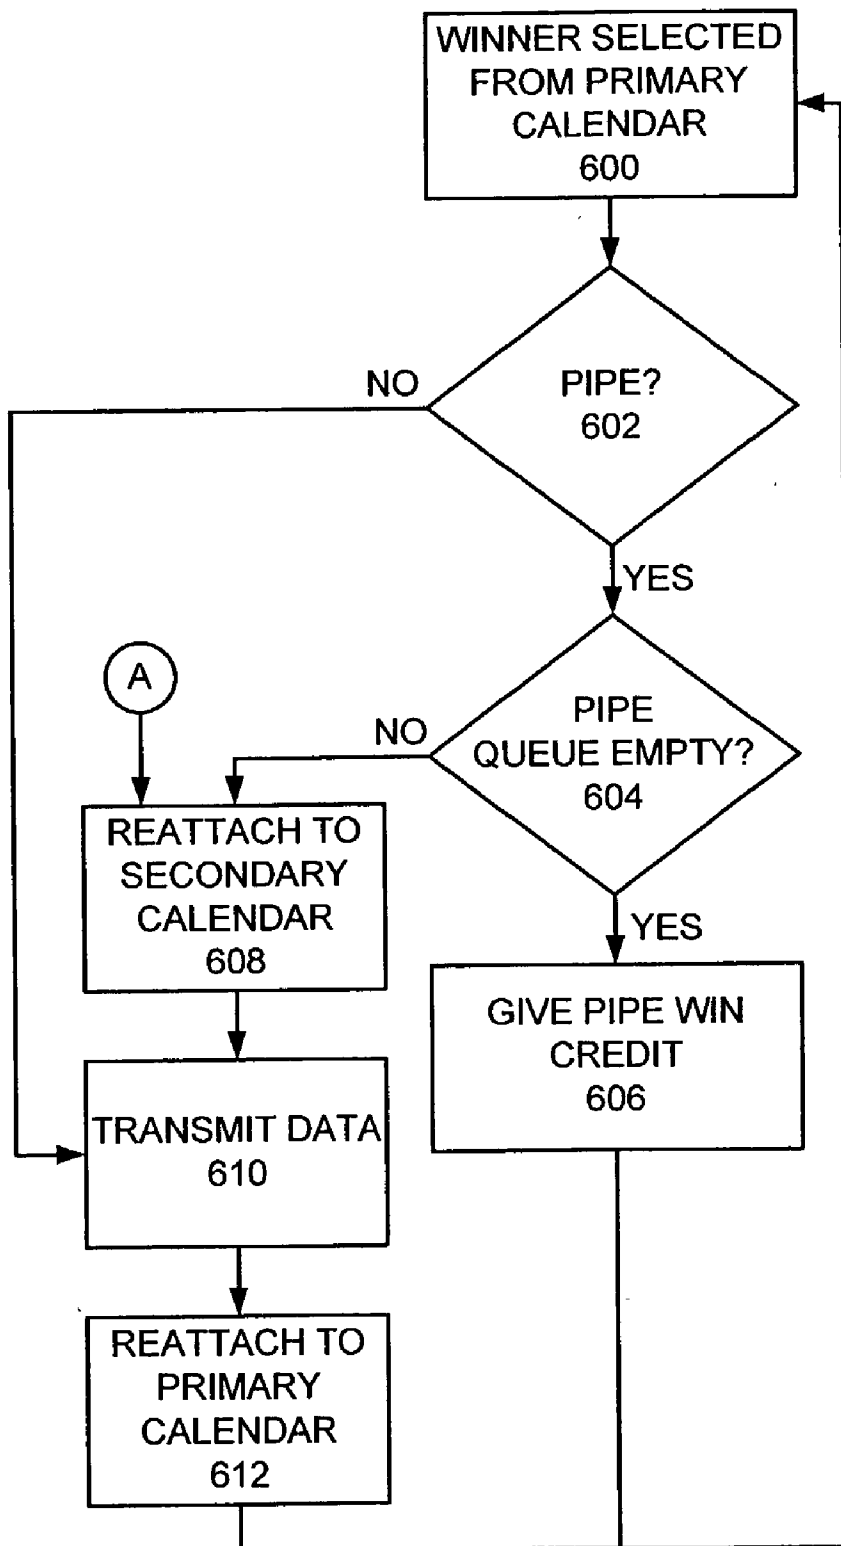 WINNER SELECTED
FROM PRIMARY
CALENDAR
600
PIPE?
602
NO
YES
A
PIPE
QUEUE EMPTY?
604
NO
YES
REATTACH TO
SECONDARY
CALENDAR
608
GIVE PIPE WIN
CREDIT
606
TRANSMIT DATA
610
REATTACH TO
PRIMARY
CALENDAR
612